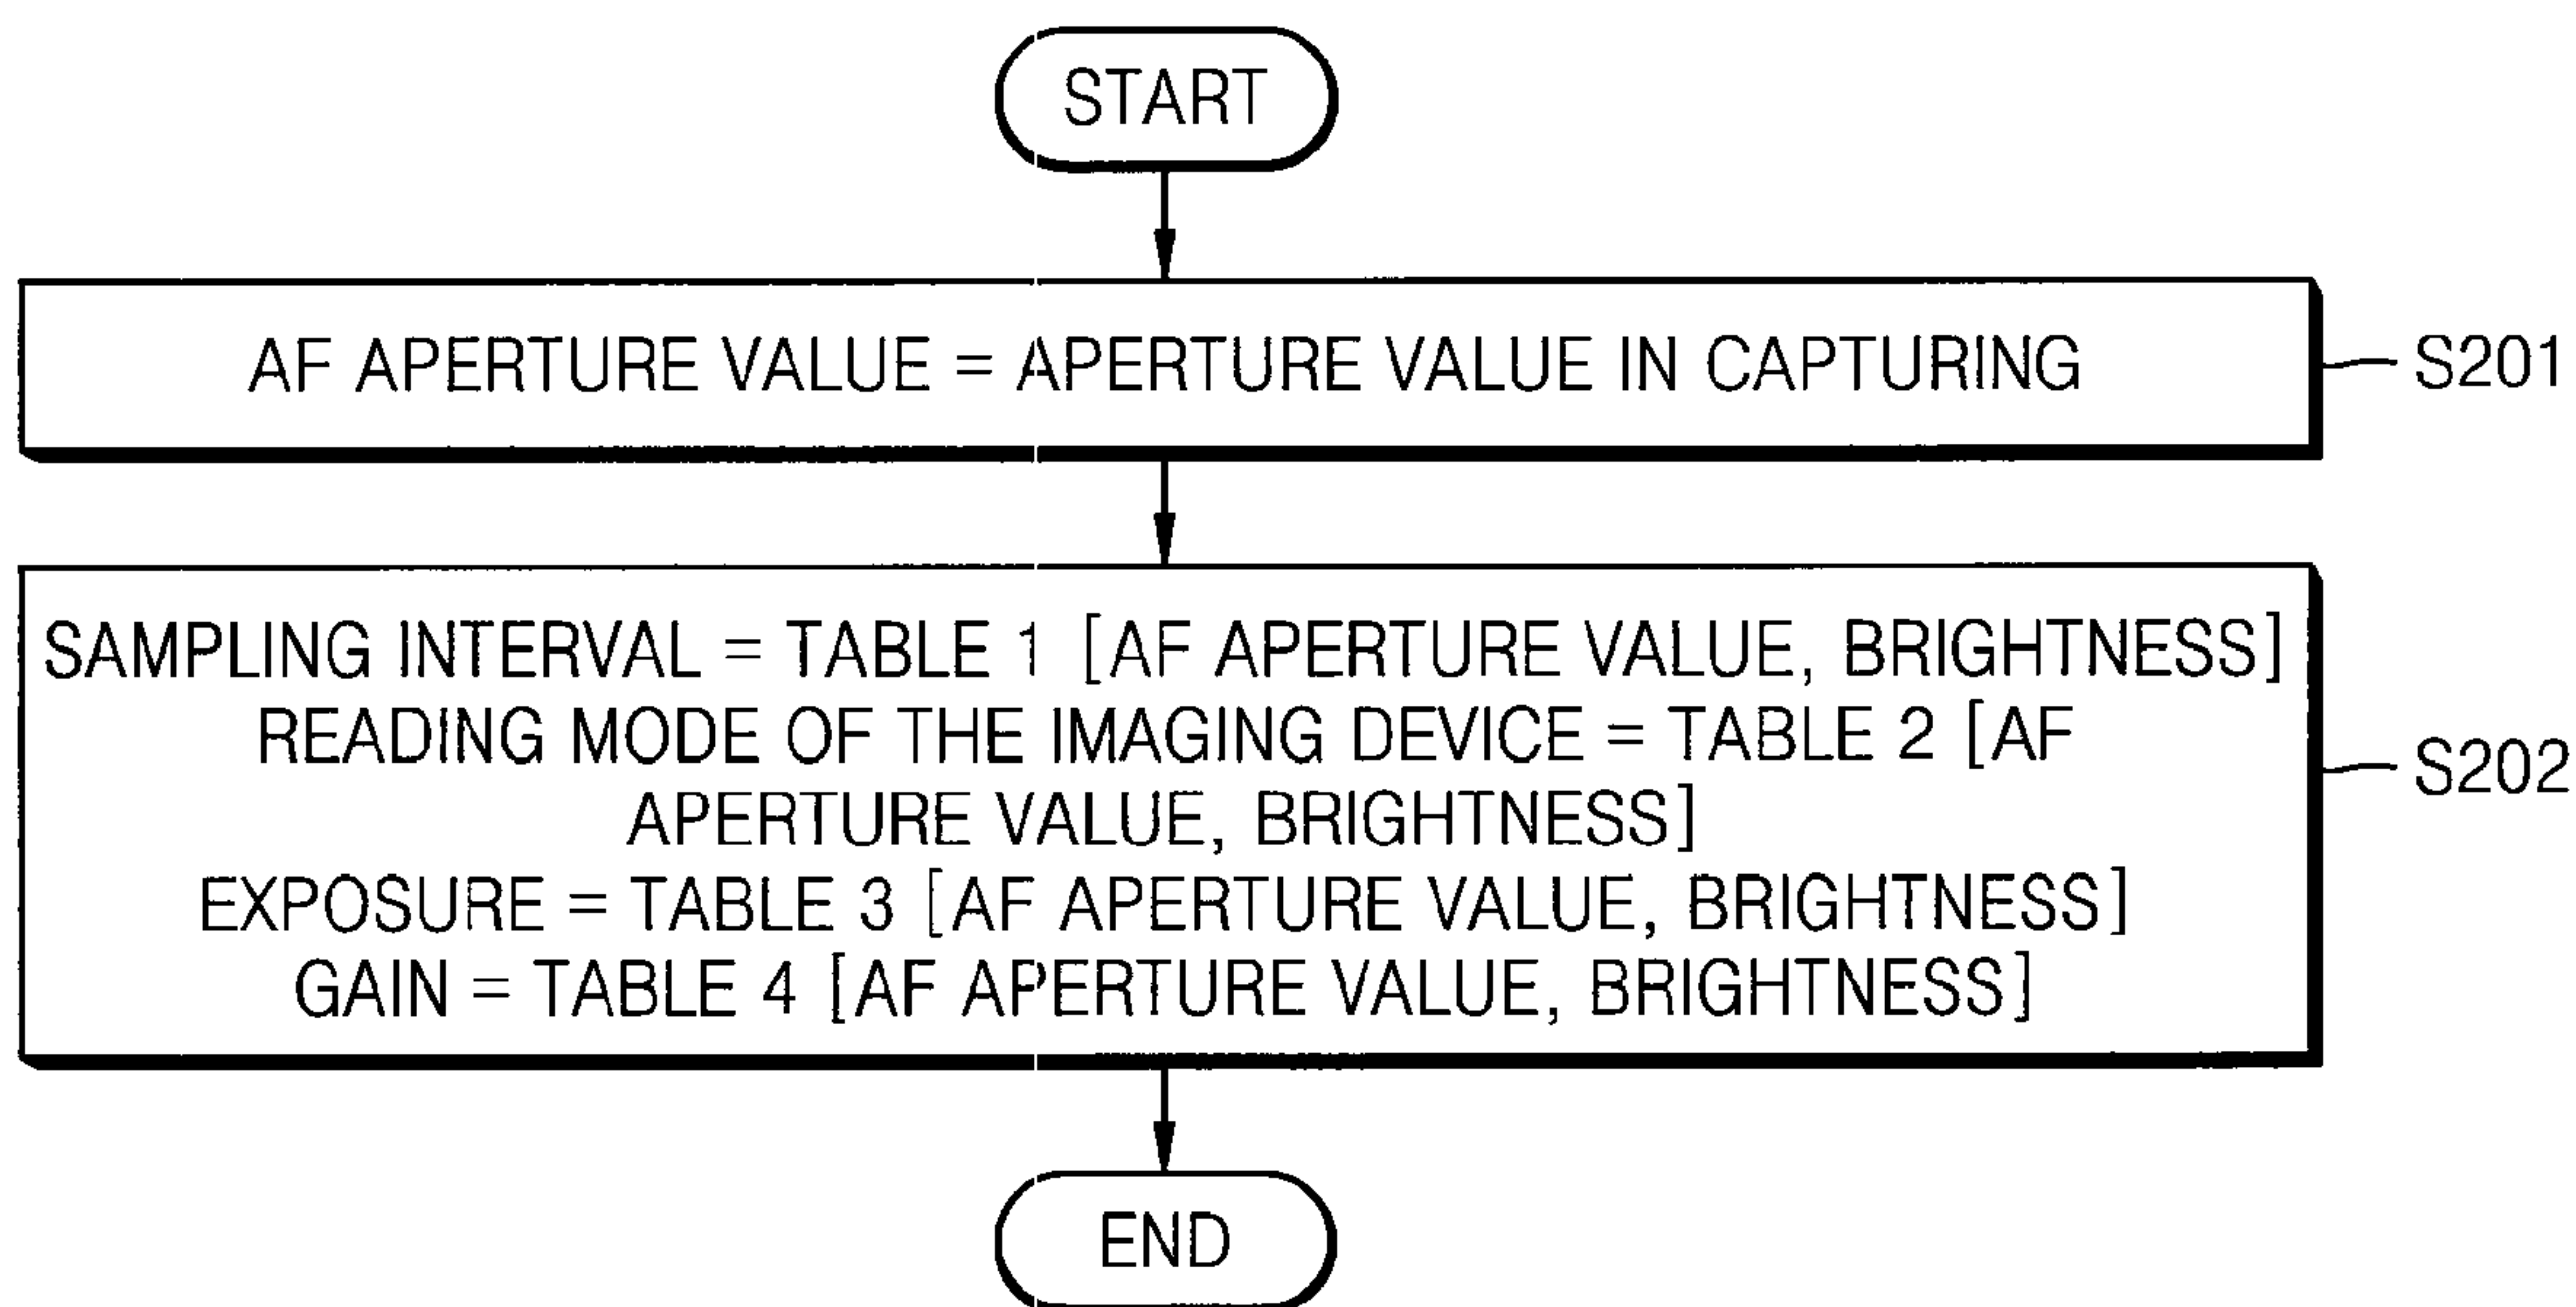 START
AF APERTURE VALUE = APERTURE VALUE IN CAPTURING
S201
SAMPLING INTERVAL = TABLE 1 [AF APERTURE VALUE, BRIGHTNESS]
READING MODE OF THE IMAGING DEVICE = TABLE 2 [AF
APERTURE VALUE, BRIGHTNESS]
EXPOSURE = TABLE 3 [AF APERTURE VALUE, BRIGHTNESS]
GAIN = TABLE 4 [AF APERTURE VALUE, BRIGHTNESS]
S202
END